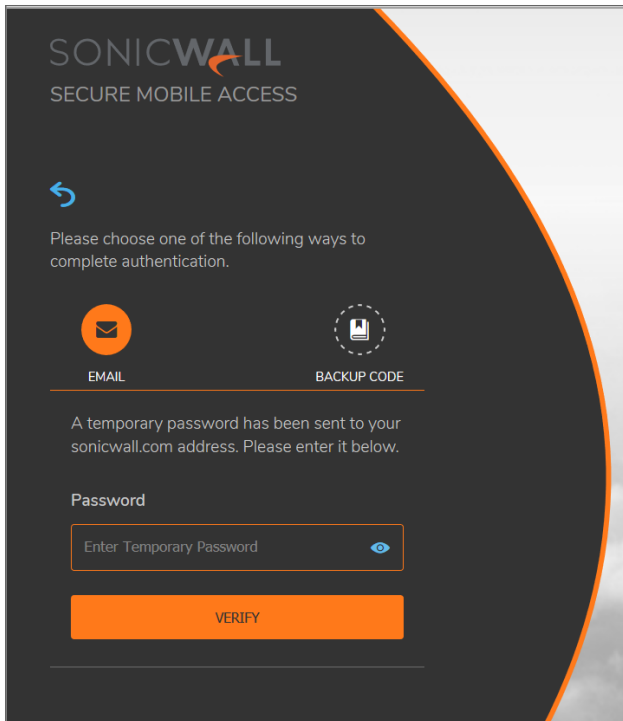 SONICWALL
SECURE MOBILE ACCESS
Please choose one of the following ways to
complete authentication.
EMAIL
BACKUP CODE
A temporary password has been sent to your
sonicwall.com address. Please enter it below.
Password
Enter Temporary Password
VERIFY